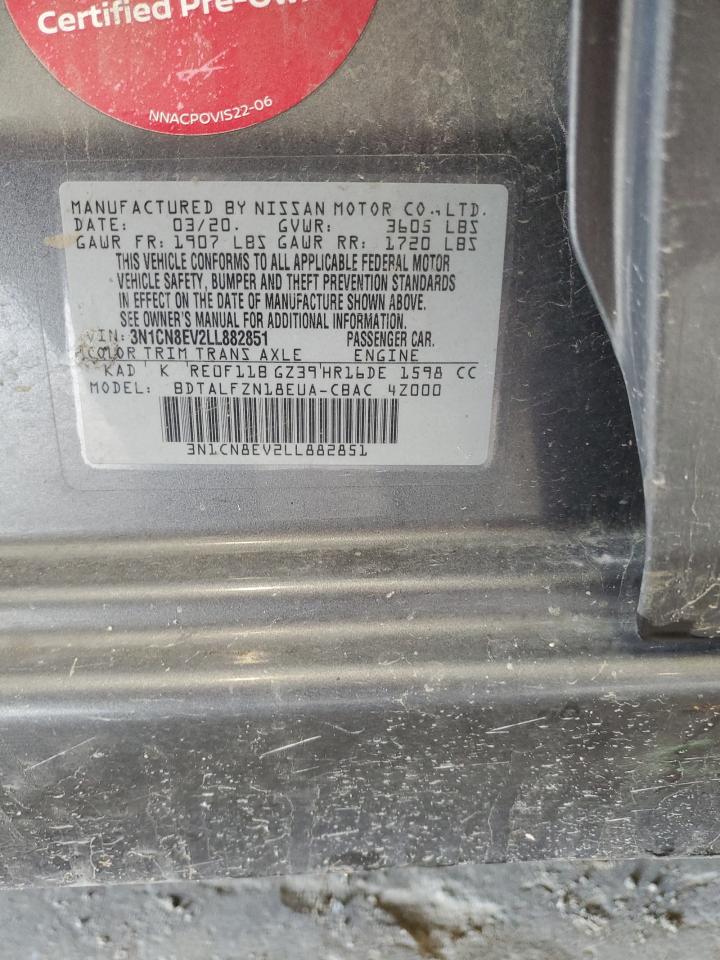 Certified Pre-Ow
NNACPOVIS22-06
MANUFACTURED BY NISSAN MOTOR CO.,LTD.
DATE: 03/20. GVWR: 3605 LBS
GAWR FR: 1907 LBS GAWR RR: 1720 LBS
THIS VEHICLE CONFORMS TO ALL APPLICABLE FEDERAL MOTOR
VEHICLE SAFETY, BUMPER AND THEFT PREVENTION STANDARDS
IN EFFECT ON THE DATE OF MANUFACTURE SHOWN ABOVE.
SEE OWNER'S MANUAL FOR ADDITIONAL INFORMATION.
VIN: 3N1CN8EV2LL882851 PASSENGER CAR.
COLOR TRIM TRANS AXLE ENGINE
KAD K RE0F11B GZ39 HR16DE 1598 CC
MODEL: BDTALFZN18EUA-CBAC 4Z000
3N1CN8EV2LL882851